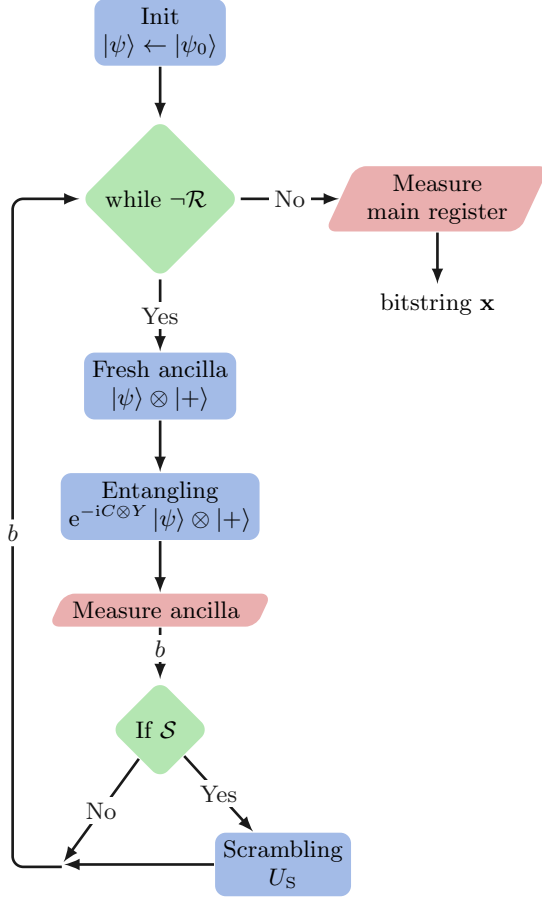 Init
|ψ⟩ ← |ψ₀⟩
while ¬ℛ
No
Measure
main register
bitstring 𝐱
Yes
Fresh ancilla
|ψ⟩ ⊗ |+⟩
Entangling
e^{−iC⊗Y} |ψ⟩ ⊗ |+⟩
b
Measure ancilla
b
If 𝒮
No
Yes
Scrambling
U_S